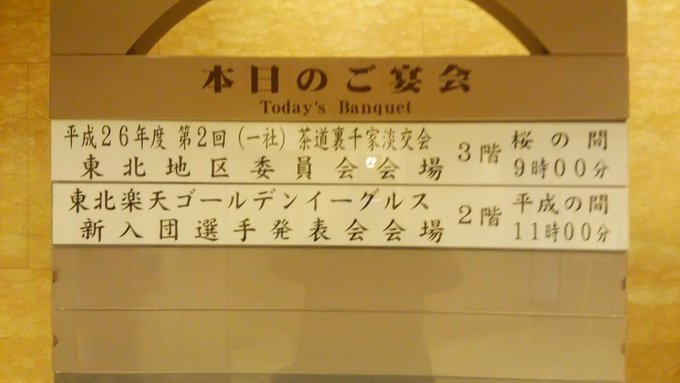 本日のご宴会
Today's Banquet
平成26年度 第2回 (一社) 茶道裏千家淡交会
東北地区委員会会場
3階
桜の間
9時00分
東北楽天ゴールデンイーグルス
新入団選手発表会会場
2階
平成の間
11時00分